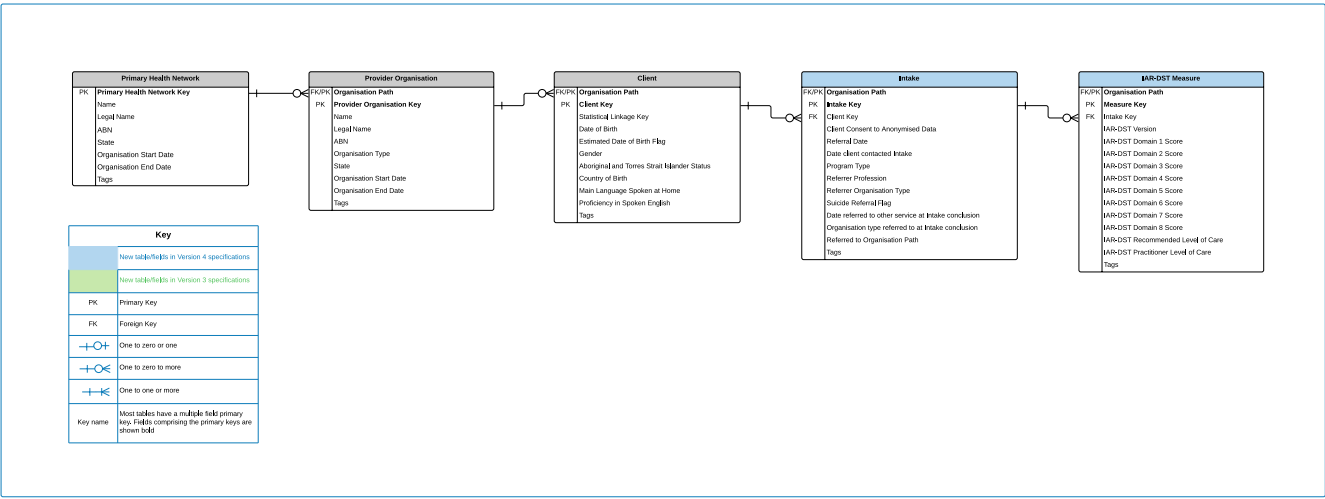 Primary Health Network
PK Primary Health Network Key
Name
Legal Name
ABN
State
Organisation Start Date
Organisation End Date
Tags
Provider Organisation
FK/PK Organisation Path
PK Provider Organisation Key
Name
Legal Name
ABN
Organisation Type
State
Organisation Start Date
Organisation End Date
Tags
Client
FK/PK Organisation Path
PK Client Key
Statistical Linkage Key
Date of Birth
Estimated Date of Birth Flag
Gender
Aboriginal and Torres Strait Islander Status
Country of Birth
Main Language Spoken at Home
Proficiency in Spoken English
Tags
Intake
FK/PK Organisation Path
PK Intake Key
FK Client Key
Client Consent to Anonymised Data
Referral Date
Date client contacted Intake
Program Type
Referrer Profession
Referrer Organisation Type
Suicide Referral Flag
Date referred to other service at Intake conclusion
Organisation type referred to at Intake conclusion
Referred to Organisation Path
Tags
IAR-DST Measure
FK/PK Organisation Path
PK Measure Key
FK Intake Key
IAR-DST Version
IAR-DST Domain 1 Score
IAR-DST Domain 2 Score
IAR-DST Domain 3 Score
IAR-DST Domain 4 Score
IAR-DST Domain 5 Score
IAR-DST Domain 6 Score
IAR-DST Domain 7 Score
IAR-DST Domain 8 Score
IAR-DST Recommended Level of Care
IAR-DST Practitioner Level of Care
Tags
Key
New table/fields in Version 4 specifications
New table/fields in Version 3 specifications
PK Primary Key
FK Foreign Key
One to zero or one
One to zero to more
One to one or more
Key name
Most tables have a multiple field primary
key. Fields comprising the primary keys are
shown bold